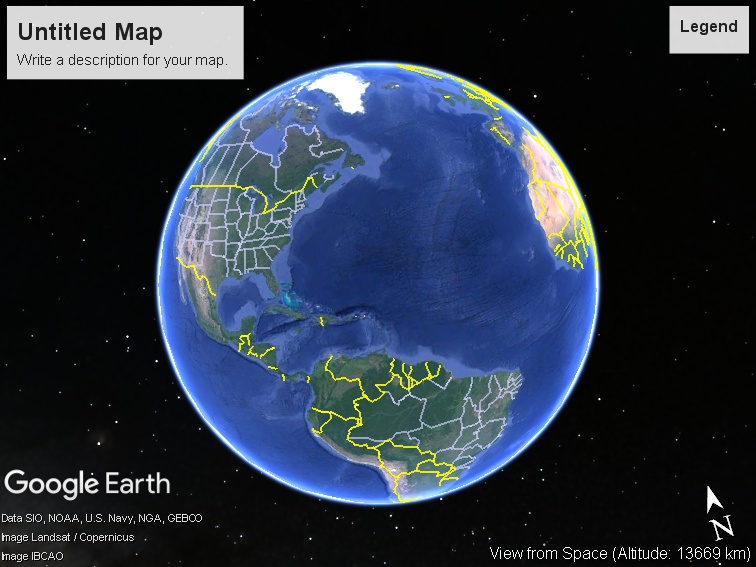 Untitled Map
Write a description for your map.
Legend
Google Earth
Data SIO, NOAA, U.S. Navy, NGA, GEBCO
Image Landsat / Copernicus
Image IBCAO
N
View from Space (Altitude: 13669 km)